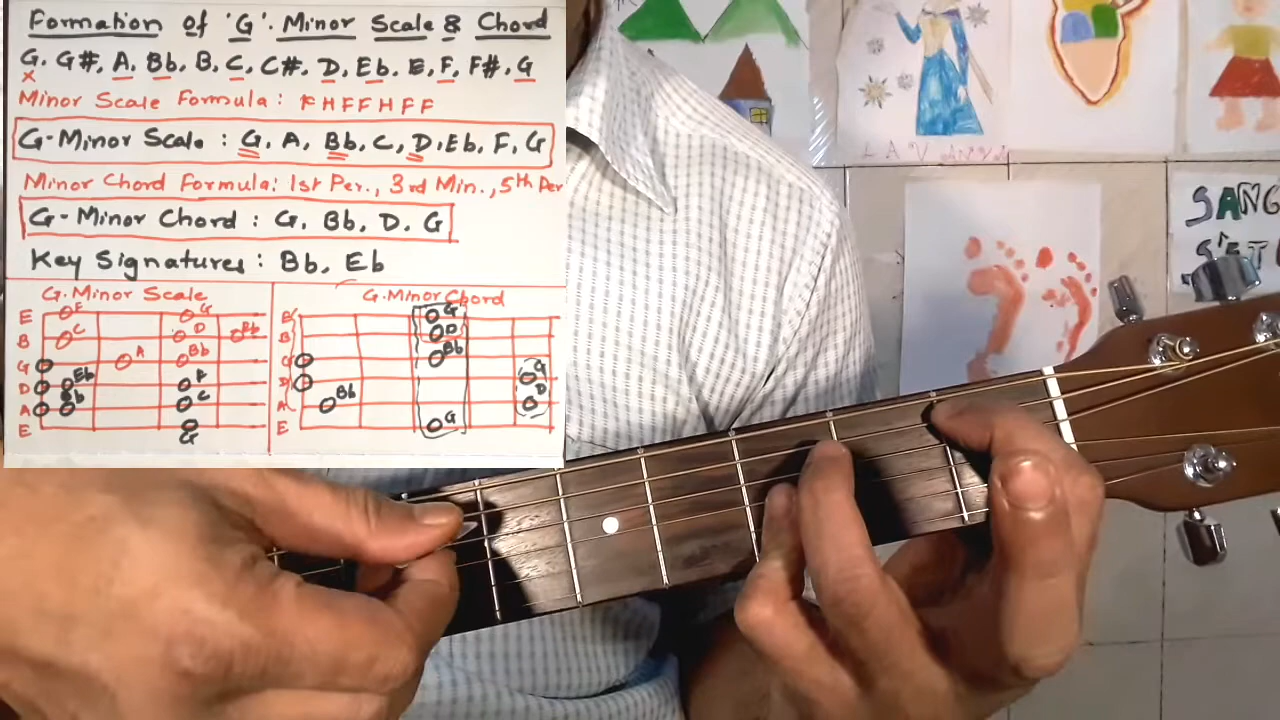 Formation of 'G'. Minor Scale & Chord
G. G#, A. Bb, B, C, C#. D, Eb. E, F, F#. G
x
Minor Scale Formula: FHFFHFF
G-Minor Scale : G, A, Bb, C, D, Eb, F, G
Minor Chord Formula: 1st Per., 3rd Min., 5th Per
G-Minor Chord : G, Bb, D. G
Key Signatures : Bb, Eb
G. Minor Scale
E F G
B C D Bb
G A Bb
D Eb F
A Bb C
E G
G. Minor Chord
E G
B D
G Bb
D G
A Bb D
E G
LAVANYA
SANG